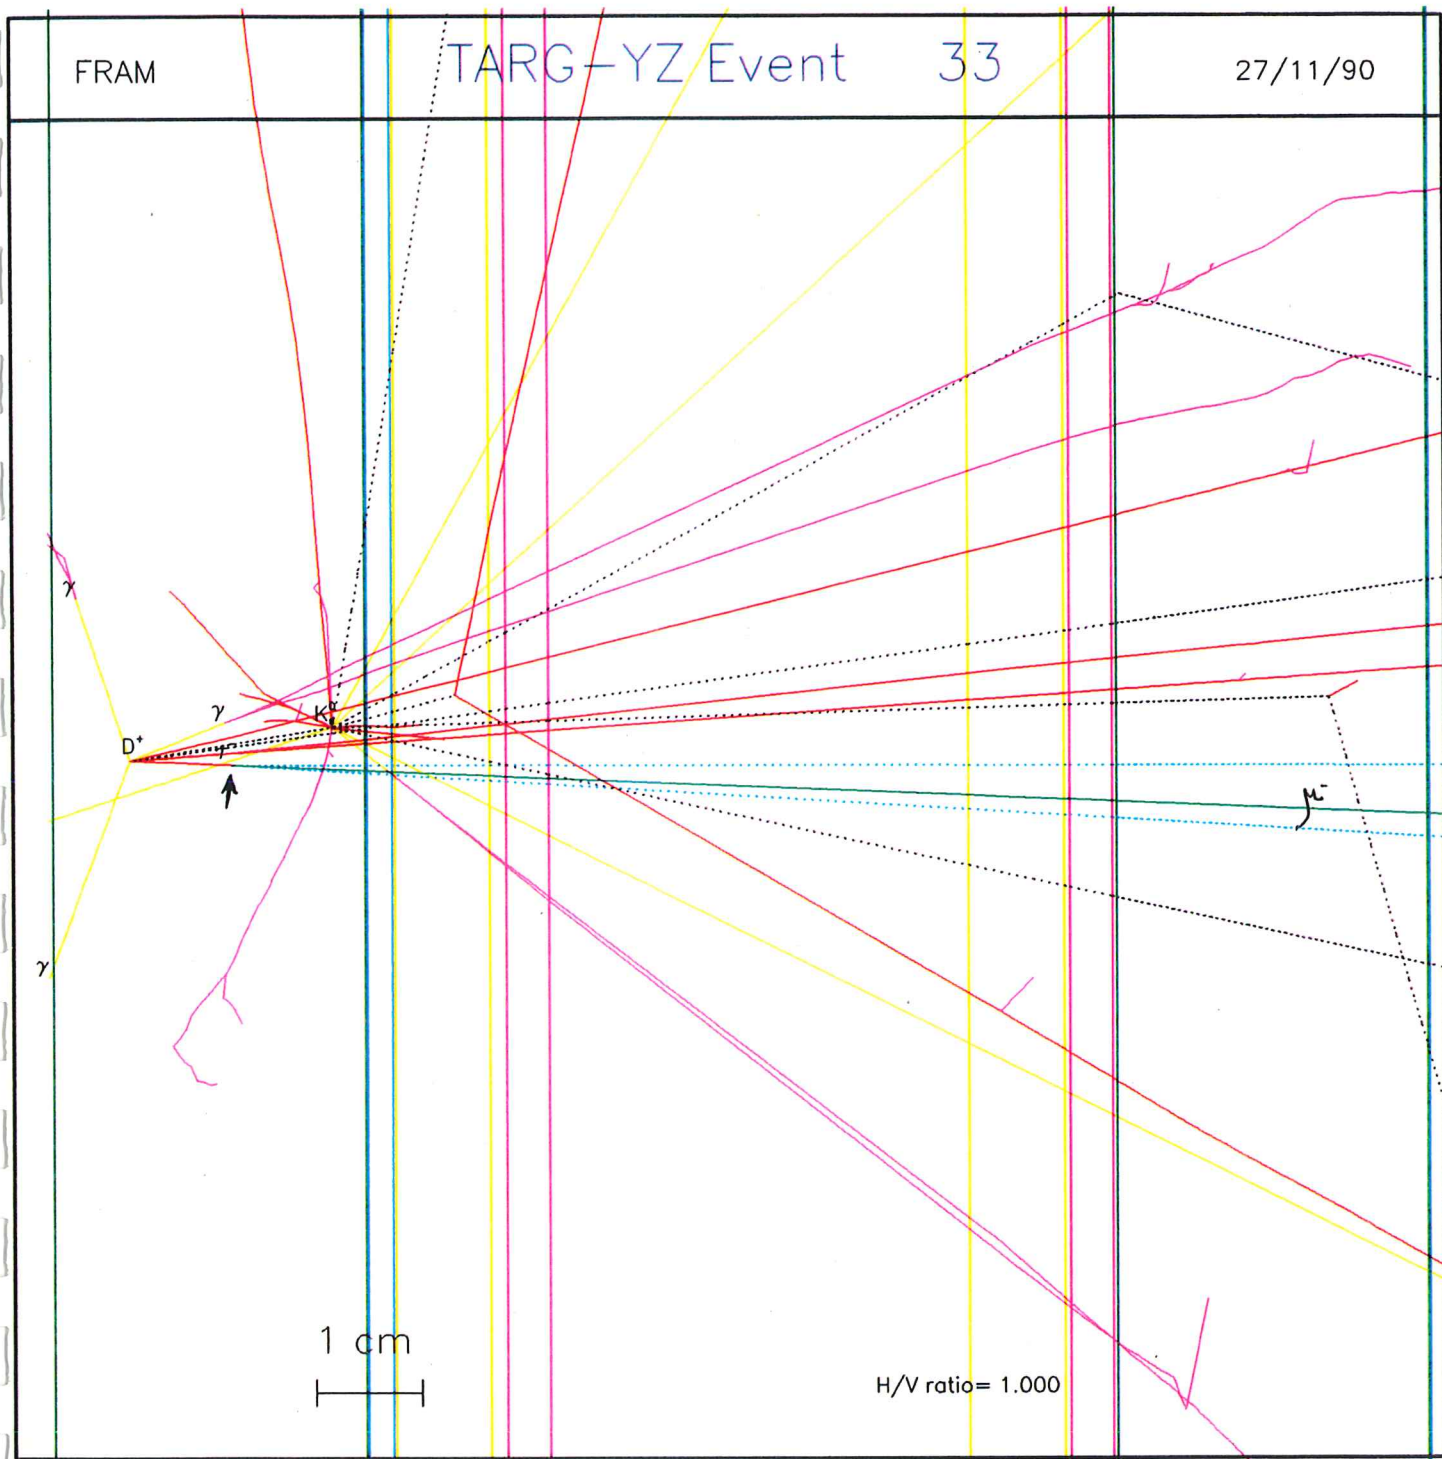 FRAM TARG-YZ Event 33 27/11/90
γ
γ
D⁺
γ
μ⁻
1 cm
H/V ratio= 1.000